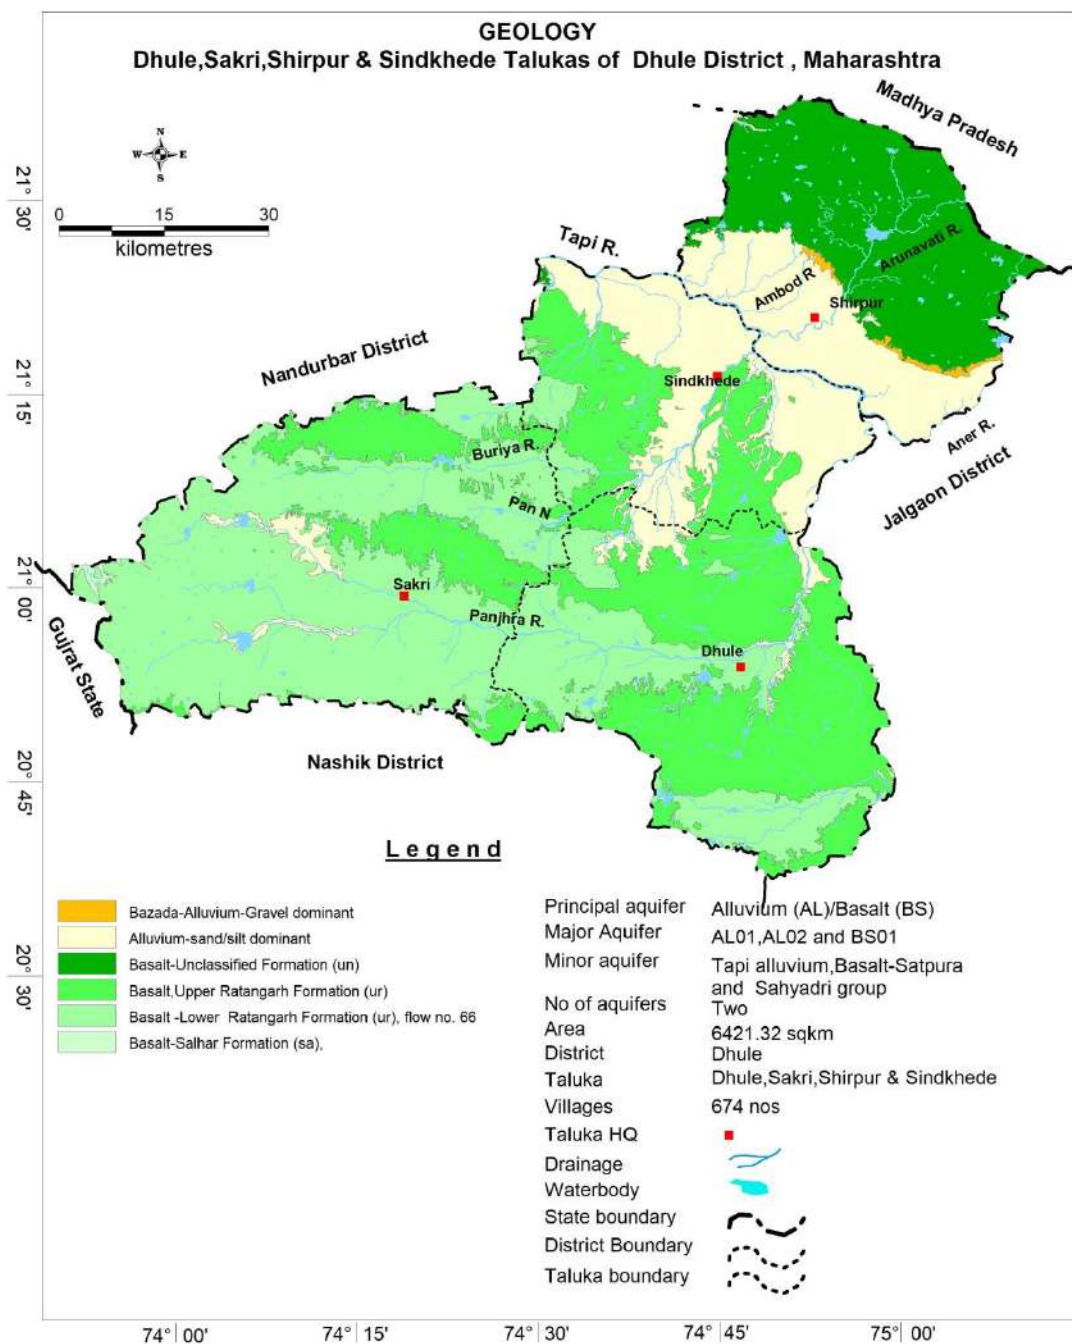 GEOLOGY
Dhule,Sakri,Shirpur & Sindkhede Talukas of Dhule District , Maharashtra
Madhya Pradesh
N
W E
S
21° 30'
0 15 30
kilometres
Tapi R.
Arunavati R.
Ambod R.
Shirpur
Nandurbar District
Sindkhede
21° 15'
Buriya R.
Aner R.
Jalgaon District
Pan N
21° 00'
Sakri
Panjhra R.
Dhule
Gujrat State
Nashik District
20° 45'
Legend
Bazada-Alluvium-Gravel dominant
Alluvium-sand/silt dominant
Basalt-Unclassified Formation (un)
Basalt,Upper Ratangarh Formation (ur)
Basalt -Lower Ratangarh Formation (ur), flow no. 66
Basalt-Salhar Formation (sa),
20° 30'
Principal aquifer Alluvium (AL)/Basalt (BS)
Major Aquifer AL01,AL02 and BS01
Minor aquifer Tapi alluvium,Basalt-Satpura
and Sahyadri group
No of aquifers Two
Area 6421.32 sqkm
District Dhule
Taluka Dhule,Sakri,Shirpur & Sindkhede
Villages 674 nos
Taluka HQ
Drainage
Waterbody
State boundary
District Boundary
Taluka boundary
74° 00' 74° 15' 74° 30' 74° 45' 75° 00'